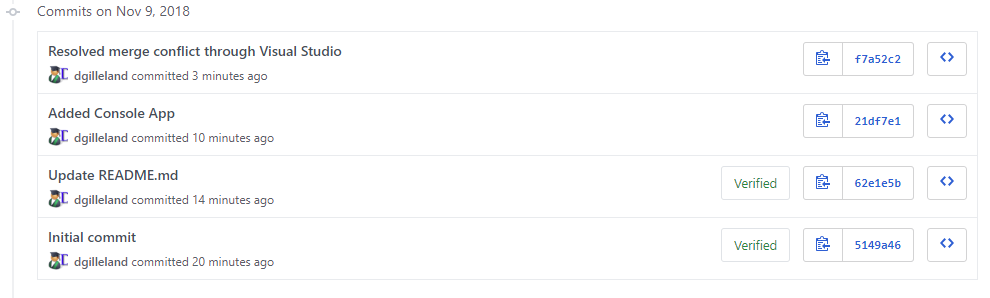 Commits on Nov 9, 2018
Resolved merge conflict through Visual Studio
dgilleland committed 3 minutes ago
f7a52c2
Added Console App
dgilleland committed 10 minutes ago
21df7e1
Update README.md
dgilleland committed 14 minutes ago
Verified
62e1e5b
Initial commit
dgilleland committed 20 minutes ago
Verified
5149a46